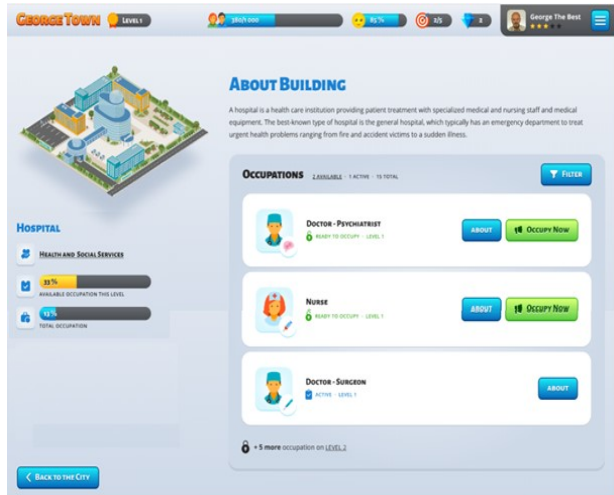 GEORGE TOWN
LEVEL 1
380/1 000
85 %
2/5
2
George The Best
ABOUT BUILDING
A hospital is a health care institution providing patient treatment with specialized medical and nursing staff and medical
equipment. The best-known type of hospital is the general hospital, which typically has an emergency department to treat
urgent health problems ranging from fire and accident victims to a sudden illness.
OCCUPATIONS 2 AVAILABLE · 1 ACTIVE · 15 TOTAL
FILTER
DOCTOR - PSYCHIATRIST
READY TO OCCUPY · LEVEL 1
ABOUT
OCCUPY NOW
HOSPITAL
HEALTH AND SOCIAL SERVICES
33 %
AVAILABLE OCCUPATION THIS LEVEL
13 %
TOTAL OCCUPATION
NURSE
READY TO OCCUPY · LEVEL 1
ABOUT
OCCUPY NOW
DOCTOR - SURGEON
ACTIVE · LEVEL 1
ABOUT
+ 5 more occupation on LEVEL 2
BACK TO THE CITY